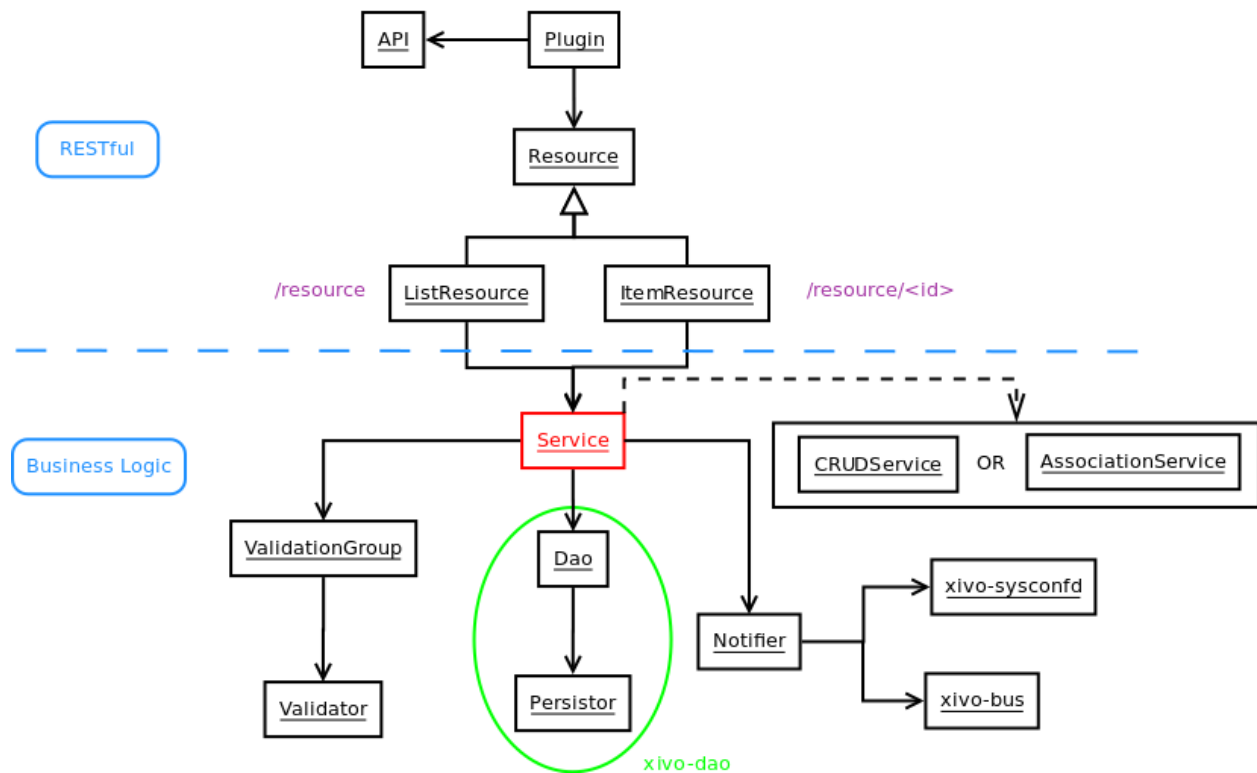 API
Plugin
RESTful
Resource
/resource
ListResource
ItemResource
/resource/<id>
Service
Business Logic
CRUDService
OR
AssociationService
ValidationGroup
Dao
xivo-sysconfd
Notifier
Validator
Persistor
xivo-bus
xivo-dao